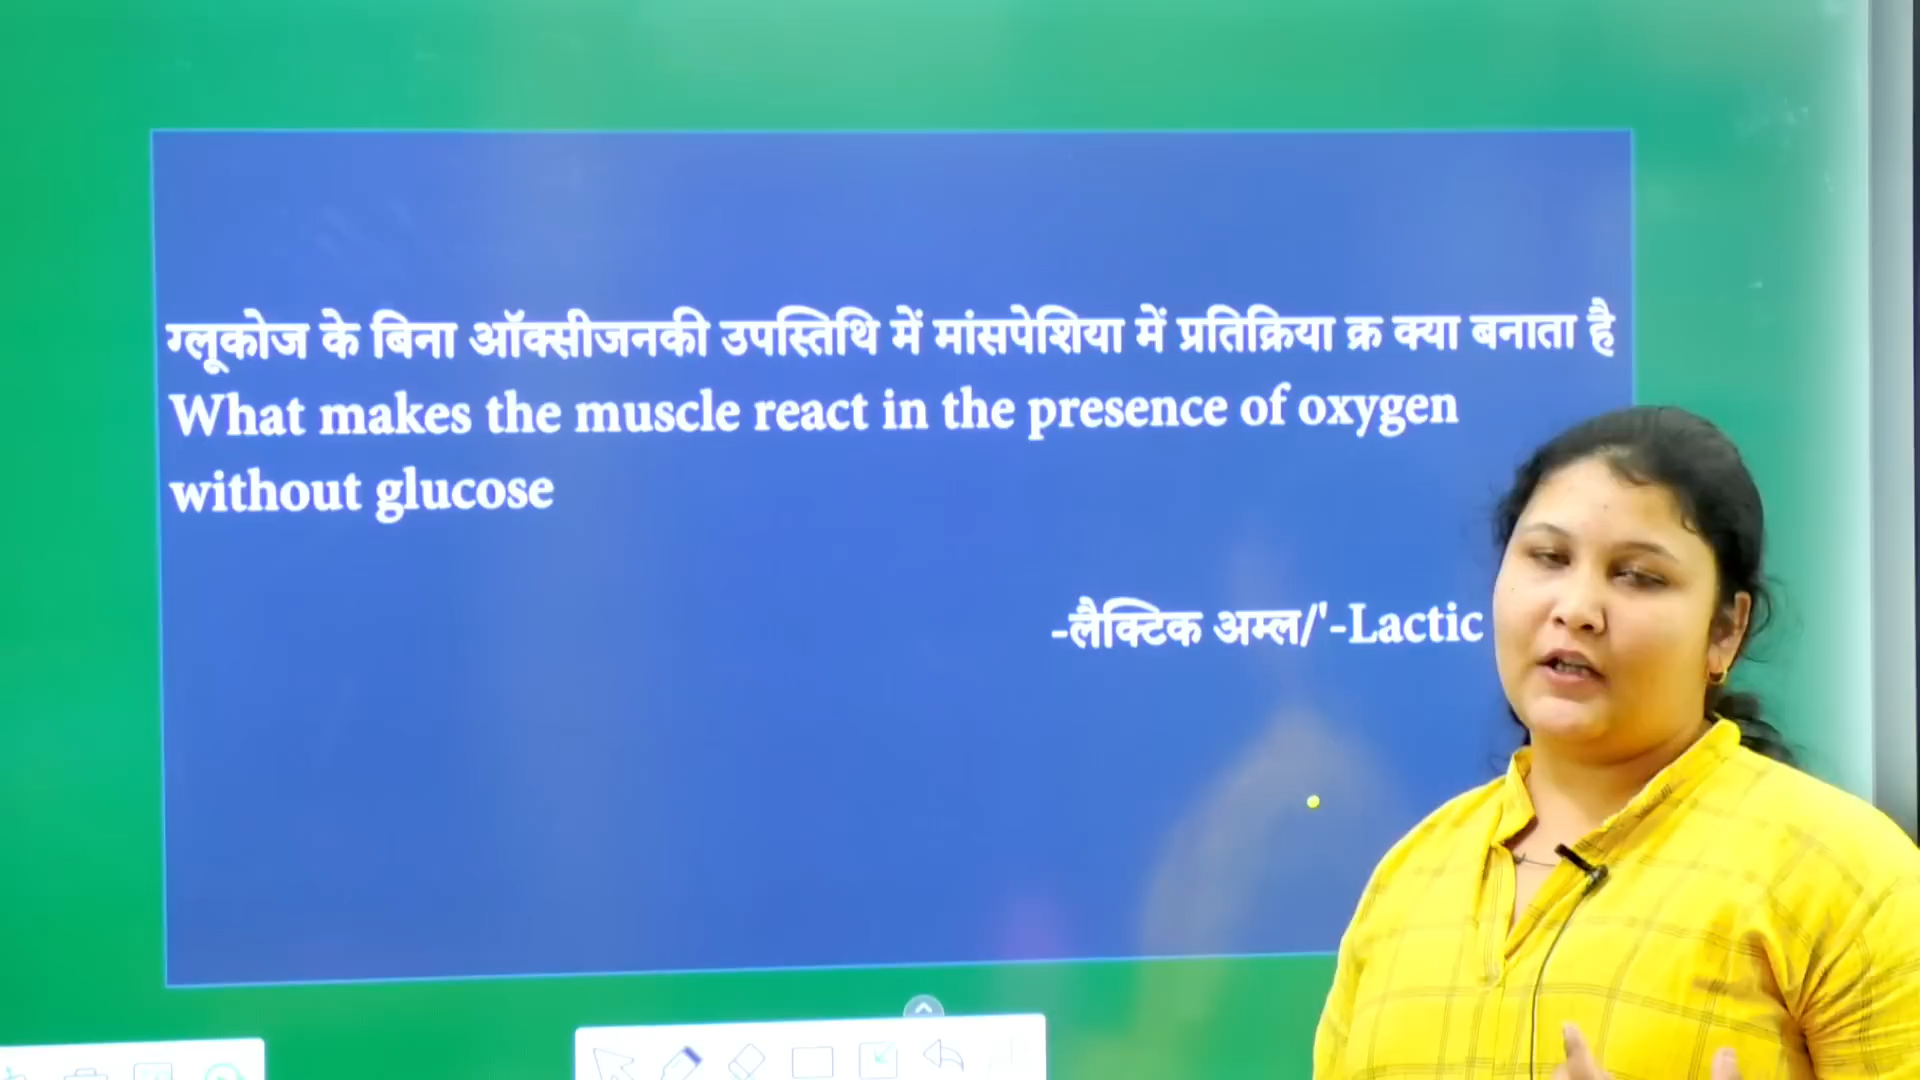 ग्लूकोज के बिना ऑक्सीजनकी उपस्तिथि में मांसपेशिया में प्रतिक्रिया क्र क्या बनाता है
What makes the muscle react in the presence of oxygen
without glucose
-लैक्टिक अम्ल/'-Lactic